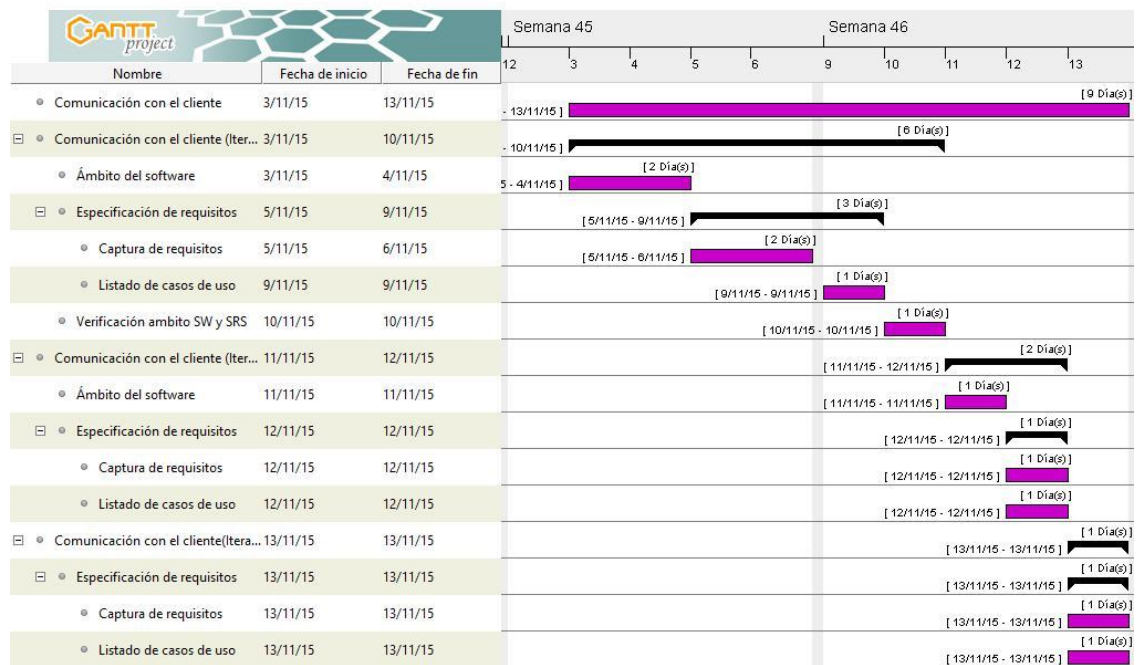 GANTT project
Semana 45 Semana 46
Nombre Fecha de inicio Fecha de fin
12 3 4 5 6 9 10 11 12 13
Comunicación con el cliente 3/11/15 13/11/15 - 13/11/15 ] [ 9 Día(s) ]
Comunicación con el cliente (Iter... 3/11/15 10/11/15 - 10/11/15 ] [ 6 Día(s) ]
Ámbito del software 3/11/15 4/11/15 5 - 4/11/15 ] [ 2 Día(s) ]
Especificación de requisitos 5/11/15 9/11/15 [ 5/11/15 - 9/11/15 ] [ 3 Día(s) ]
Captura de requisitos 5/11/15 6/11/15 [ 5/11/15 - 6/11/15 ] [ 2 Día(s) ]
Listado de casos de uso 9/11/15 9/11/15 [ 9/11/15 - 9/11/15 ] [ 1 Día(s) ]
Verificación ambito SW y SRS 10/11/15 10/11/15 [ 10/11/15 - 10/11/15 ] [ 1 Día(s) ]
Comunicación con el cliente (Iter... 11/11/15 12/11/15 [ 11/11/15 - 12/11/15 ] [ 2 Día(s) ]
Ámbito del software 11/11/15 11/11/15 [ 11/11/15 - 11/11/15 ] [ 1 Día(s) ]
Especificación de requisitos 12/11/15 12/11/15 [ 12/11/15 - 12/11/15 ] [ 1 Día(s) ]
Captura de requisitos 12/11/15 12/11/15 [ 12/11/15 - 12/11/15 ] [ 1 Día(s) ]
Listado de casos de uso 12/11/15 12/11/15 [ 12/11/15 - 12/11/15 ] [ 1 Día(s) ]
Comunicación con el cliente(Itera... 13/11/15 13/11/15 [ 13/11/15 - 13/11/15 ] [ 1 Día(s) ]
Especificación de requisitos 13/11/15 13/11/15 [ 13/11/15 - 13/11/15 ] [ 1 Día(s) ]
Captura de requisitos 13/11/15 13/11/15 [ 13/11/15 - 13/11/15 ] [ 1 Día(s) ]
Listado de casos de uso 13/11/15 13/11/15 [ 13/11/15 - 13/11/15 ] [ 1 Día(s) ]